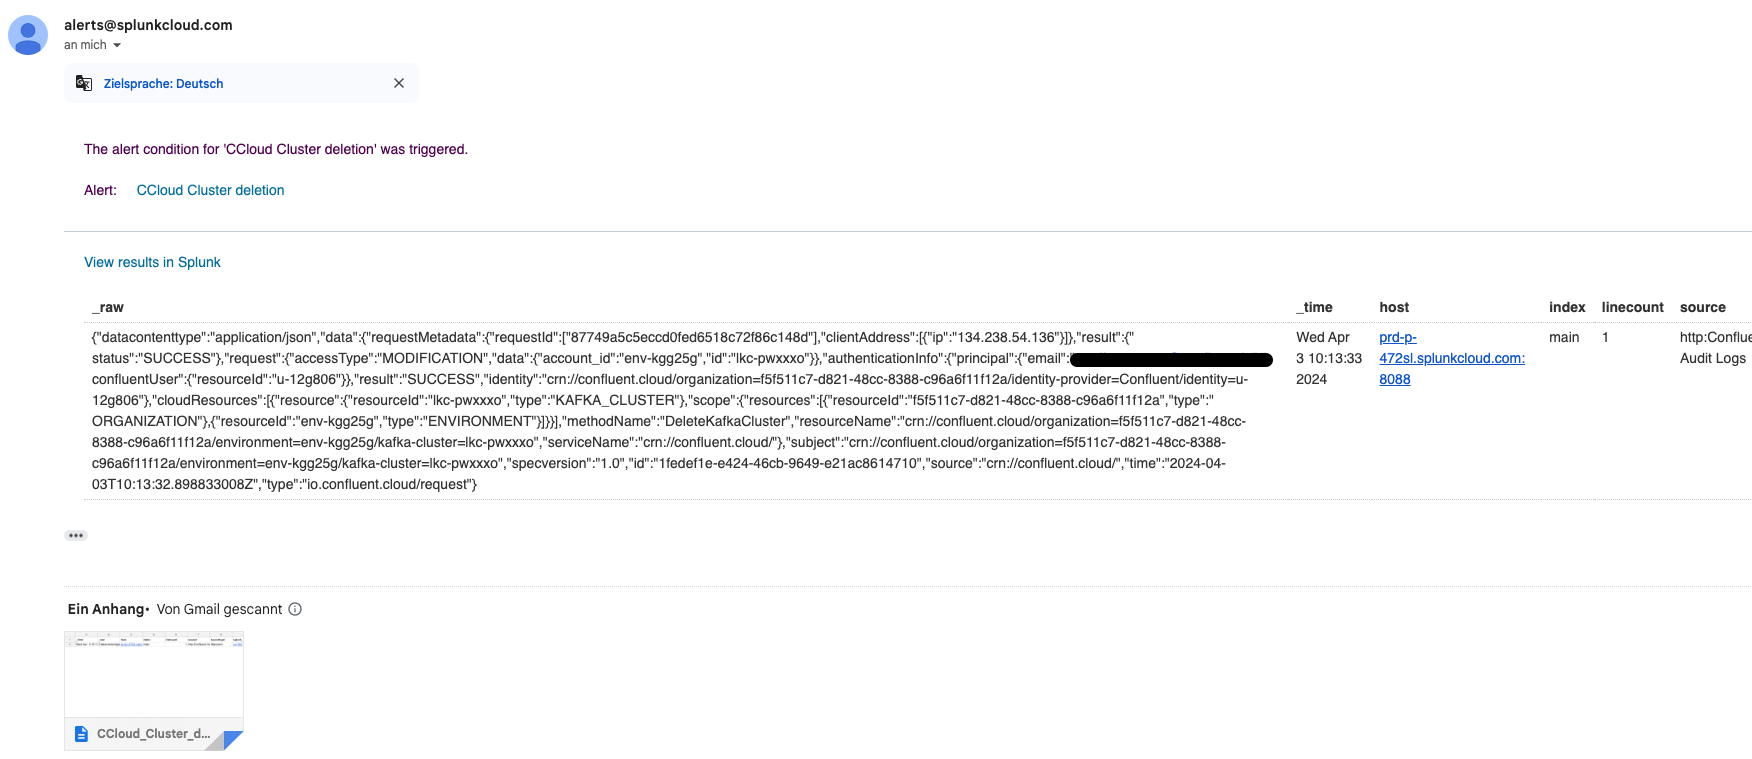 alerts@splunkcloud.com
an mich
Zielsprache: Deutsch
The alert condition for 'CCloud Cluster deletion' was triggered.
Alert: CCloud Cluster deletion
View results in Splunk
_raw _time host index linecount source
{"datacontenttype":"application/json","data":{"requestMetadata":{"requestId":["87749a5c5eccd0fed6518c72f86c148d"],"clientAddress":[{"ip":"134.238.54.136"}]},"result":{" Wed Apr prd-p- main 1 http:Conflue
status":"SUCCESS"},"request":{"accessType":"MODIFICATION","data":{"account_id":"env-kgg25g","id":"lkc-pwxxxo"}},"authenticationInfo":{"principal":{"email": 3 10:13:33 472sl.splunkcloud.com: Audit Logs
confluentUser":{"resourceId":"u-12g806"}},"result":"SUCCESS","identity":"crn://confluent.cloud/organization=f5f511c7-d821-48cc-8388-c96a6f11f12a/identity-provider=Confluent/identity=u- 2024 8088
12g806"},"cloudResources":[{"resource":{"resourceId":"lkc-pwxxxo","type":"KAFKA_CLUSTER"},"scope":{"resources":[{"resourceId":"f5f511c7-d821-48cc-8388-c96a6f11f12a","type":"
ORGANIZATION"},{"resourceId":"env-kgg25g","type":"ENVIRONMENT"}]}}],"methodName":"DeleteKafkaCluster","resourceName":"crn://confluent.cloud/organization=f5f511c7-d821-48cc-
8388-c96a6f11f12a/environment=env-kgg25g/kafka-cluster=lkc-pwxxxo","serviceName":"crn://confluent.cloud/"},"subject":"crn://confluent.cloud/organization=f5f511c7-d821-48cc-8388-
c96a6f11f12a/environment=env-kgg25g/kafka-cluster=lkc-pwxxxo","specversion":"1.0","id":"1fedef1e-e424-46cb-9649-e21ac8614710","source":"crn://confluent.cloud/","time":"2024-04-
03T10:13:32.898833008Z","type":"io.confluent.cloud/request"}
Ein Anhang• Von Gmail gescannt
CCloud_Cluster_d...